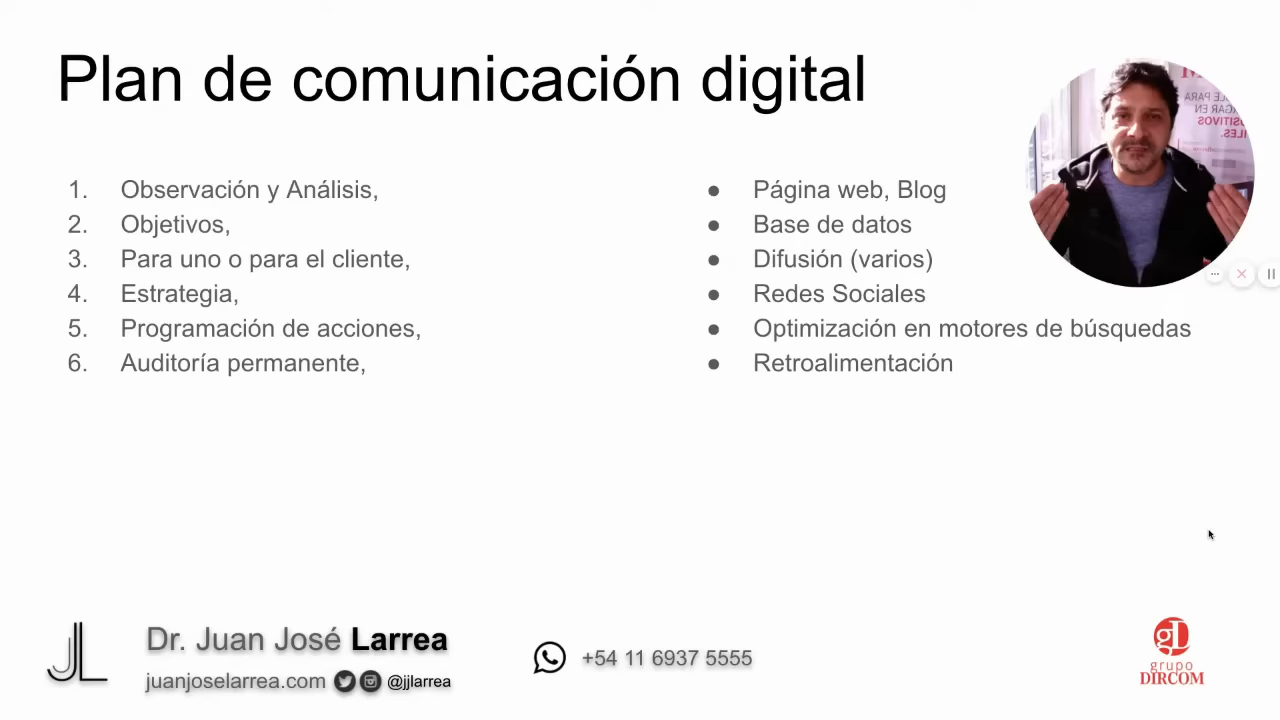 Plan de comunicación digital
1. Observación y Análisis,
2. Objetivos,
3. Para uno o para el cliente,
4. Estrategia,
5. Programación de acciones,
6. Auditoría permanente,
● Página web, Blog
● Base de datos
● Difusión (varios)
● Redes Sociales
● Optimización en motores de búsquedas
● Retroalimentación
JL
Dr. Juan José Larrea
juanjoselarrea.com @jjlarrea
+54 11 6937 5555
gL
grupo
DIRCOM